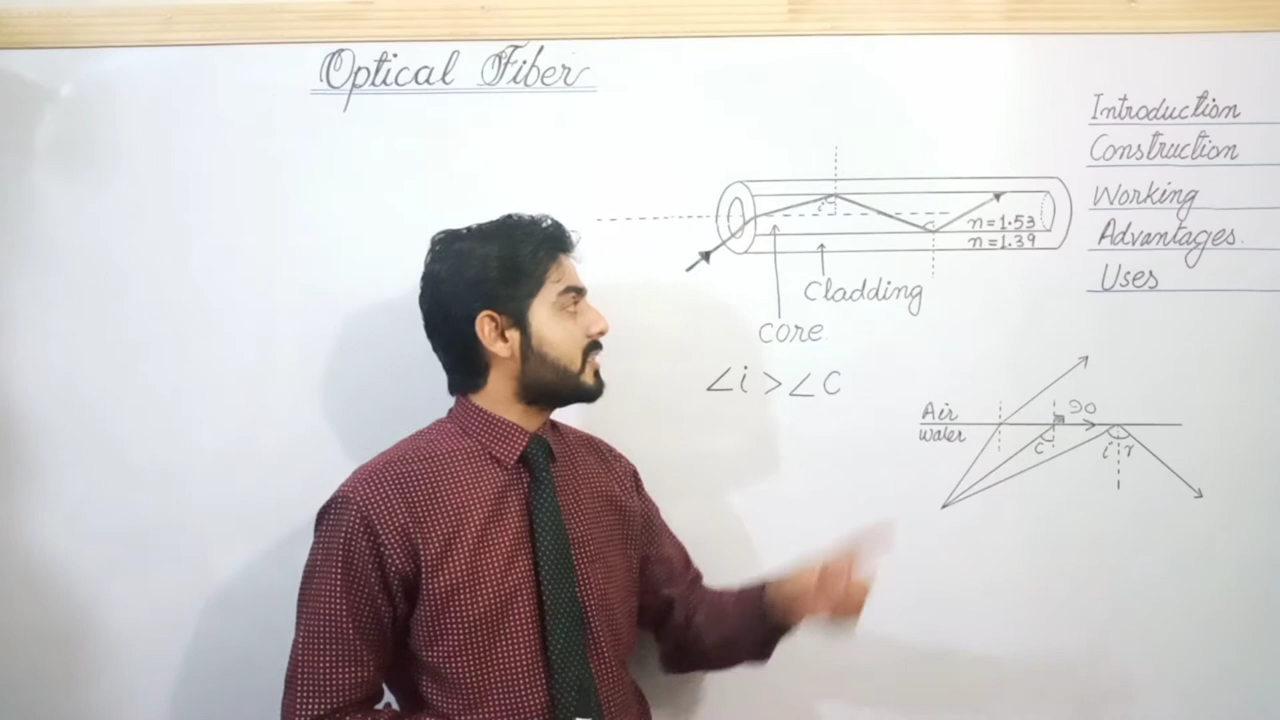 Optical Fiber
Introduction
Construction
Working
Advantages.
Uses
i
n=1.53
n=1.39
Cladding
core
∠i > ∠C
Air
water
90
c
i r